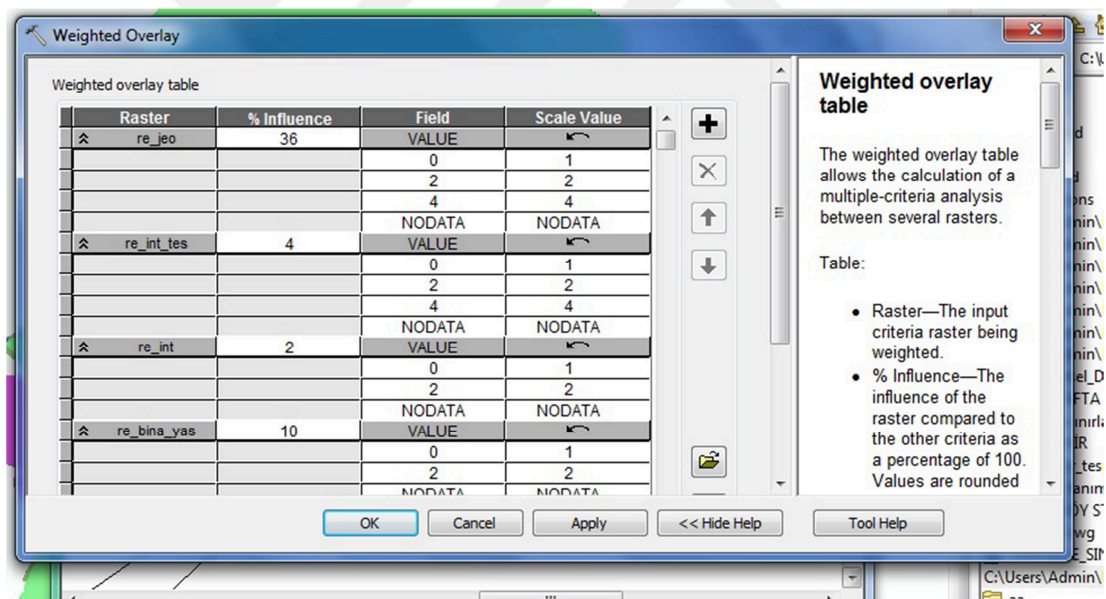 Weighted Overlay
Weighted overlay table
Raster % Influence Field Scale Value
re_jeo 36 VALUE
0 1
2 2
4 4
NODATA NODATA
re_int_tes 4 VALUE
0 1
2 2
4 4
NODATA NODATA
re_int 2 VALUE
0 1
2 2
NODATA NODATA
re_bina_yas 10 VALUE
0 1
2 2
NODATA NODATA
OK Cancel Apply << Hide Help Tool Help
Weighted overlay
table
The weighted overlay table
allows the calculation of a
multiple-criteria analysis
between several rasters.
Table:
• Raster—The input
criteria raster being
weighted.
• % Influence—The
influence of the
raster compared to
the other criteria as
a percentage of 100.
Values are rounded
C:\Users\Admin\